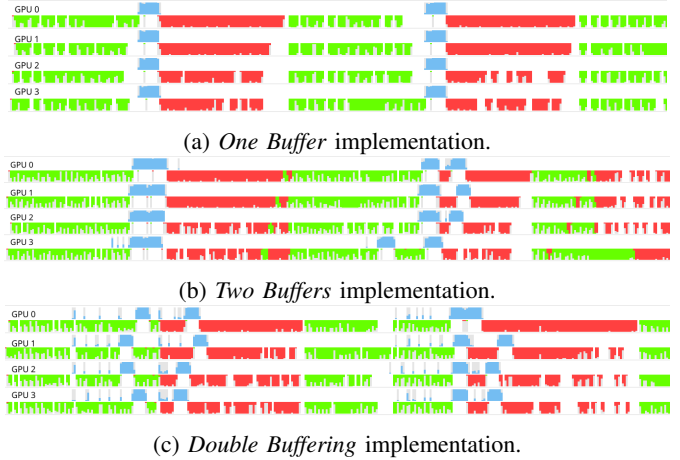 GPU 0
GPU 1
GPU 2
GPU 3
(a) One Buffer implementation.
GPU 0
GPU 1
GPU 2
GPU 3
(b) Two Buffers implementation.
GPU 0
GPU 1
GPU 2
GPU 3
(c) Double Buffering implementation.